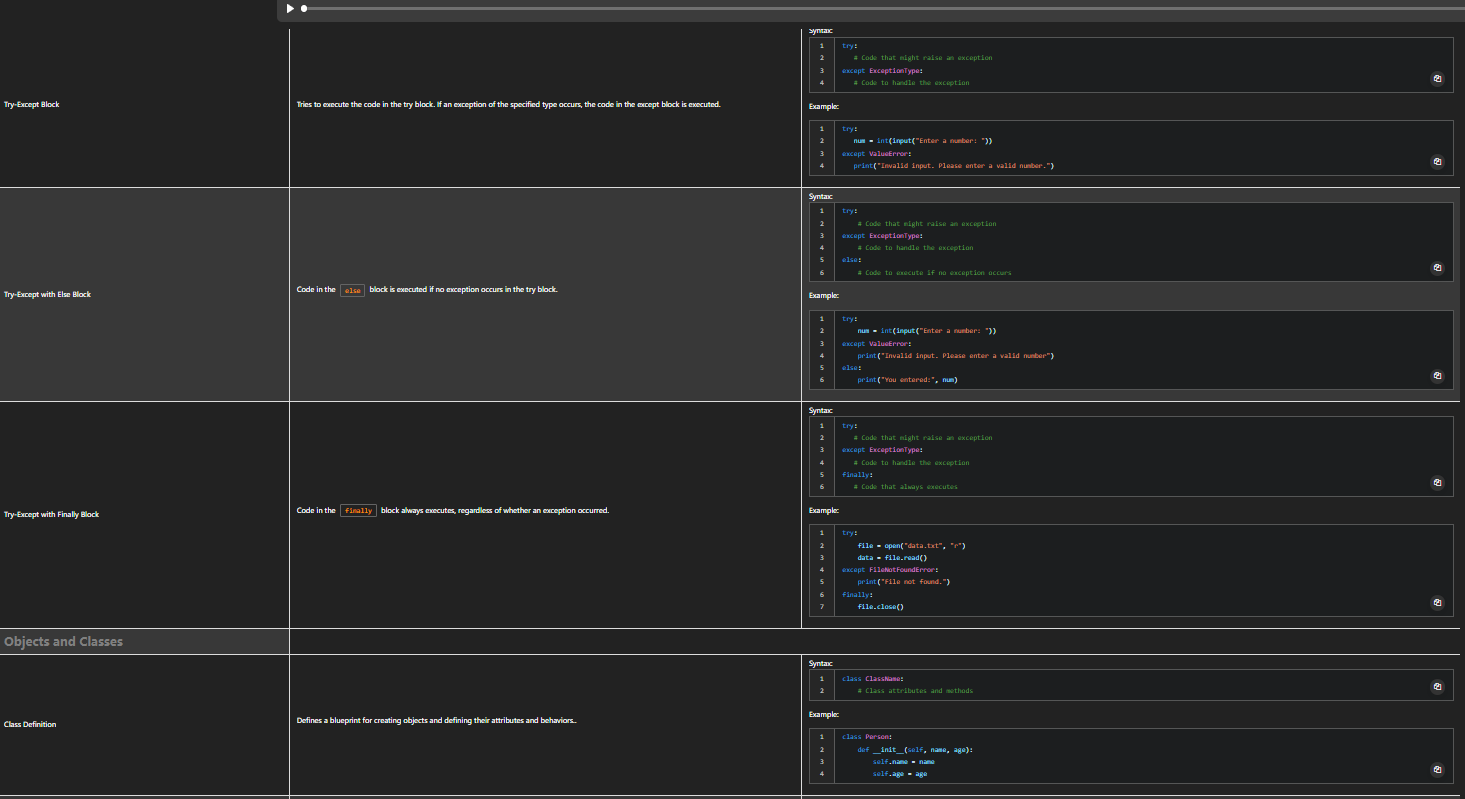 Try-Except Block
Tries to execute the code in the try block. If an exception of the specified type occurs, the code in the except block is executed.
Syntax:
1 try:
2 # Code that might raise an exception
3 except ExceptionType:
4 # Code to handle the exception
Example:
1 try:
2 num = int(input("Enter a number: "))
3 except ValueError:
4 print("Invalid input. Please enter a valid number.")
Try-Except with Else Block
Code in the else block is executed if no exception occurs in the try block.
Syntax:
1 try:
2 # Code that might raise an exception
3 except ExceptionType:
4 # Code to handle the exception
5 else:
6 # Code to execute if no exception occurs
Example:
1 try:
2 num = int(input("Enter a number: "))
3 except ValueError:
4 print("Invalid input. Please enter a valid number")
5 else:
6 print("You entered:", num)
Try-Except with Finally Block
Code in the finally block always executes, regardless of whether an exception occurred.
Syntax:
1 try:
2 # Code that might raise an exception
3 except ExceptionType:
4 # Code to handle the exception
5 finally:
6 # Code that always executes
Example:
1 try:
2 file = open("data.txt", "r")
3 data = file.read()
4 except FileNotFoundError:
5 print("File not found.")
6 finally:
7 file.close()
Objects and Classes
Class Definition
Defines a blueprint for creating objects and defining their attributes and behaviors..
Syntax:
1 class ClassName:
2 # Class attributes and methods
Example:
1 class Person:
2 def __init__(self, name, age):
3 self.name = name
4 self.age = age